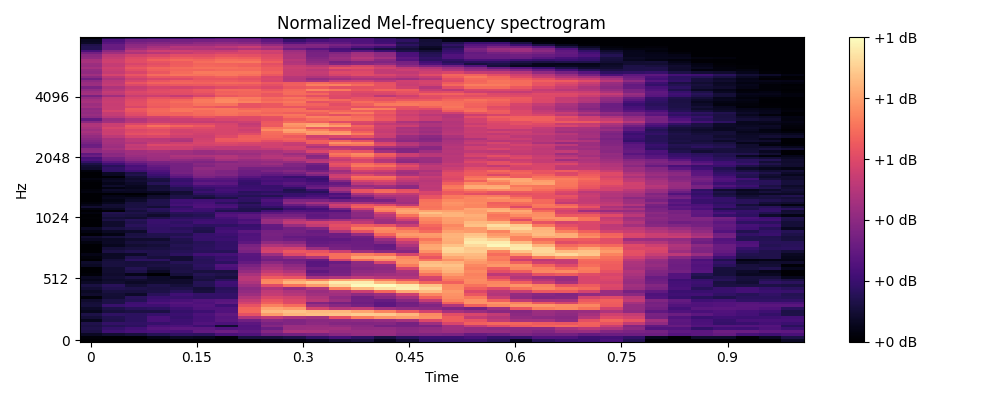 Normalized Mel-frequency spectrogram
Hz
4096
2048
1024
512
0
0 0.15 0.3 0.45 0.6 0.75 0.9
Time
+1 dB
+1 dB
+1 dB
+0 dB
+0 dB
+0 dB